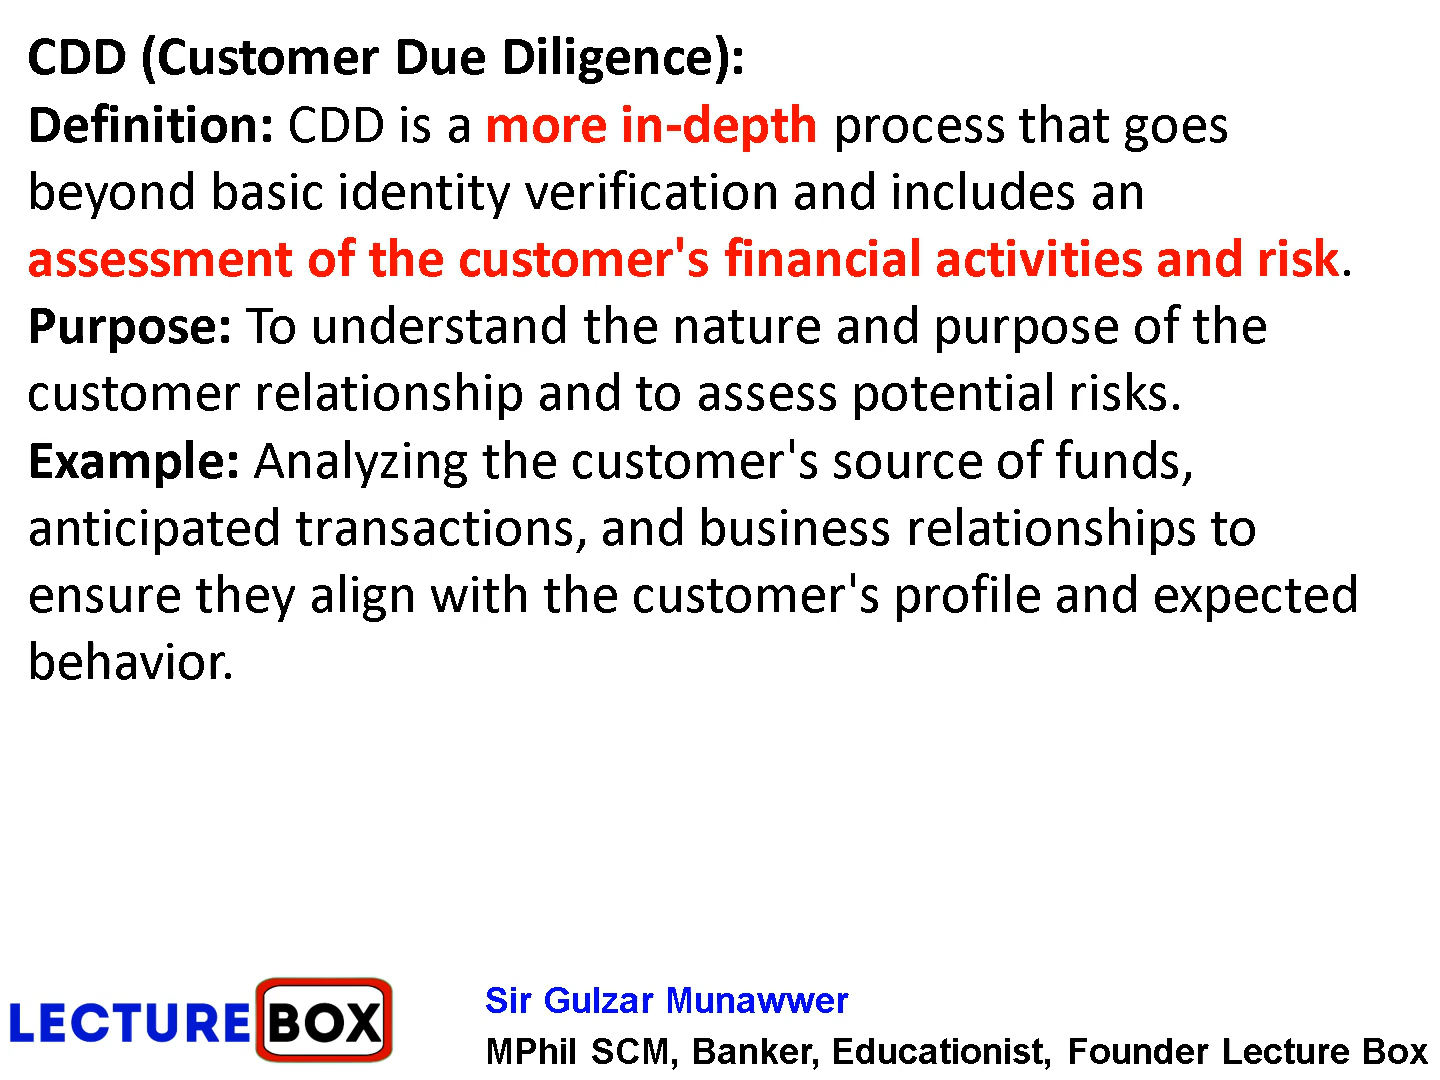 CDD (Customer Due Diligence):
Definition: CDD is a more in-depth process that goes
beyond basic identity verification and includes an
assessment of the customer's financial activities and risk.
Purpose: To understand the nature and purpose of the
customer relationship and to assess potential risks.
Example: Analyzing the customer's source of funds,
anticipated transactions, and business relationships to
ensure they align with the customer's profile and expected
behavior.
LECTURE BOX
Sir Gulzar Munawwer
MPhil SCM, Banker, Educationist, Founder Lecture Box